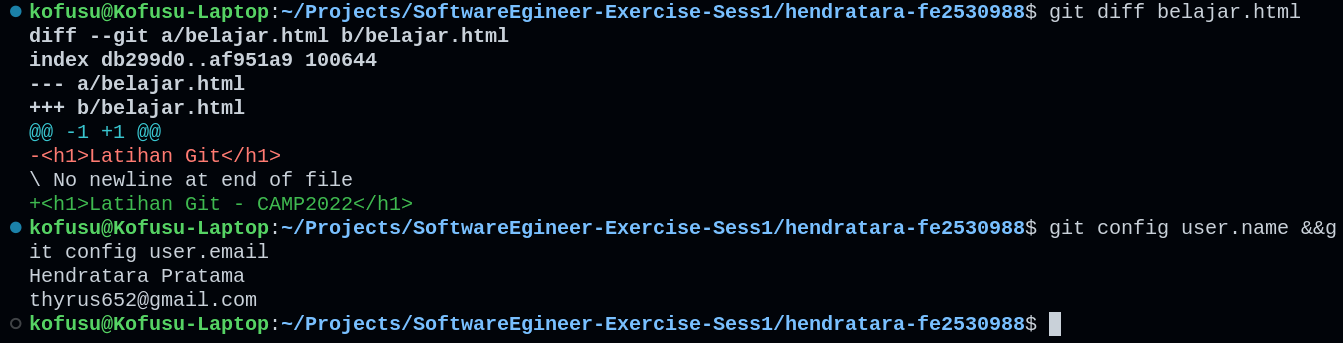 kofusu@Kofusu-Laptop:~/Projects/SoftwareEgineer-Exercise-Sess1/hendratara-fe2530988$ git diff belajar.html
diff --git a/belajar.html b/belajar.html
index db299d0..af951a9 100644
--- a/belajar.html
+++ b/belajar.html
@@ -1 +1 @@
-<h1>Latihan Git</h1>
\ No newline at end of file
+<h1>Latihan Git - CAMP2022</h1>
kofusu@Kofusu-Laptop:~/Projects/SoftwareEgineer-Exercise-Sess1/hendratara-fe2530988$ git config user.name &&g
it config user.email
Hendratara Pratama
thyrus652@gmail.com
kofusu@Kofusu-Laptop:~/Projects/SoftwareEgineer-Exercise-Sess1/hendratara-fe2530988$